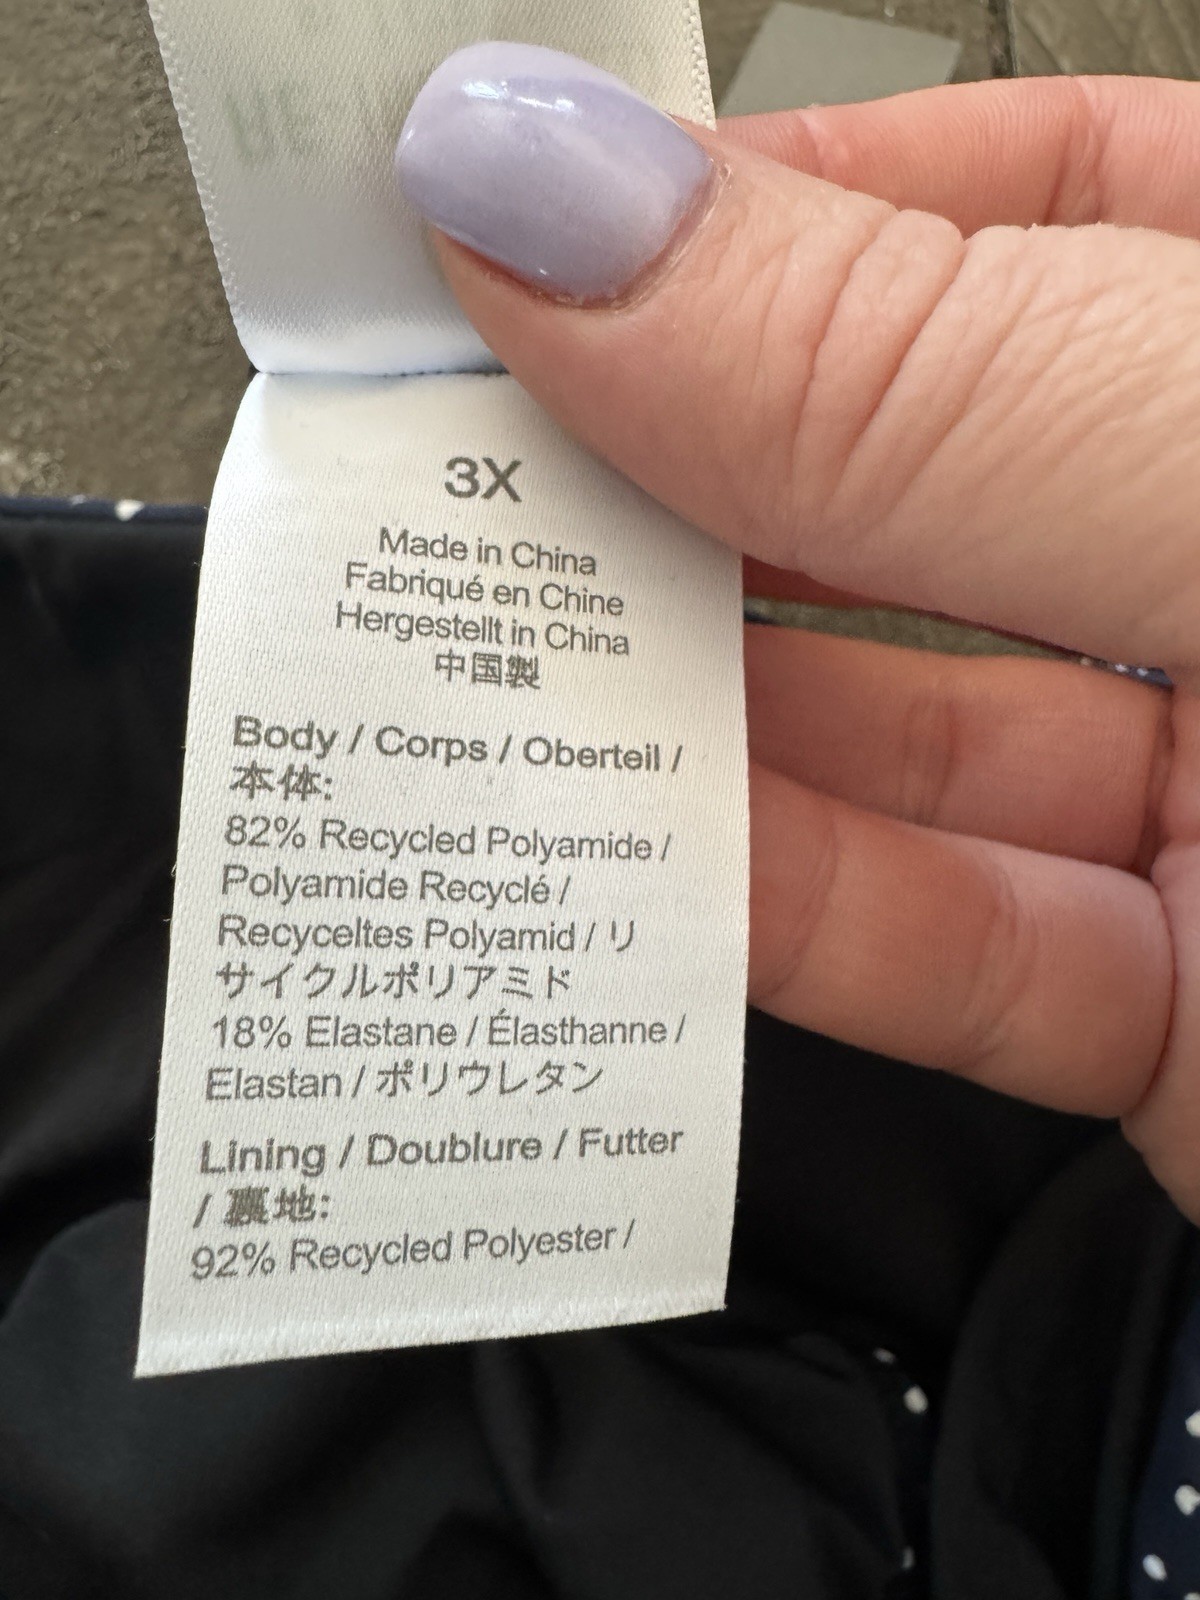 3X
Made in China
Fabriqué en Chine
Hergestellt in China
中国製
Body / Corps / Oberteil /
本体:
82% Recycled Polyamide /
Polyamide Recyclé /
Recyceltes Polyamid / リ
サイクルポリアミド
18% Elastane / Élasthanne /
Elastan / ポリウレタン
Lining / Doublure / Futter
/ 裏地:
92% Recycled Polyester /